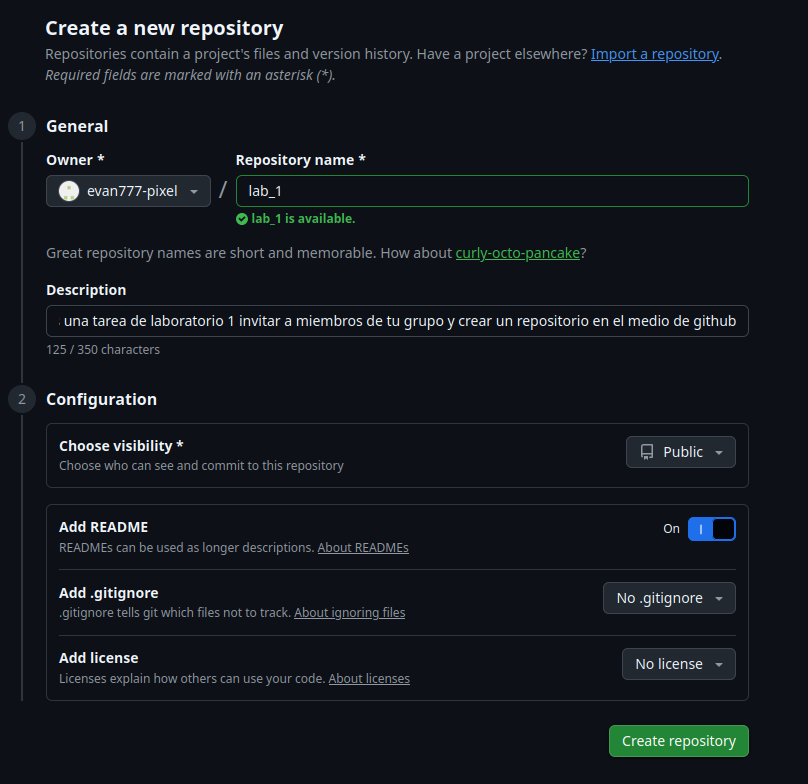 Create a new repository
Repositories contain a project's files and version history. Have a project elsewhere? Import a repository.
Required fields are marked with an asterisk (*).
1 General
Owner * Repository name *
evan777-pixel / lab_1
lab_1 is available.
Great repository names are short and memorable. How about curly-octo-pancake?
Description
una tarea de laboratorio 1 invitar a miembros de tu grupo y crear un repositorio en el medio de github
125 / 350 characters
2 Configuration
Choose visibility *
Choose who can see and commit to this repository
Public
Add README
READMEs can be used as longer descriptions. About READMEs
On
Add .gitignore
.gitignore tells git which files not to track. About ignoring files
No .gitignore
Add license
Licenses explain how others can use your code. About licenses
No license
Create repository